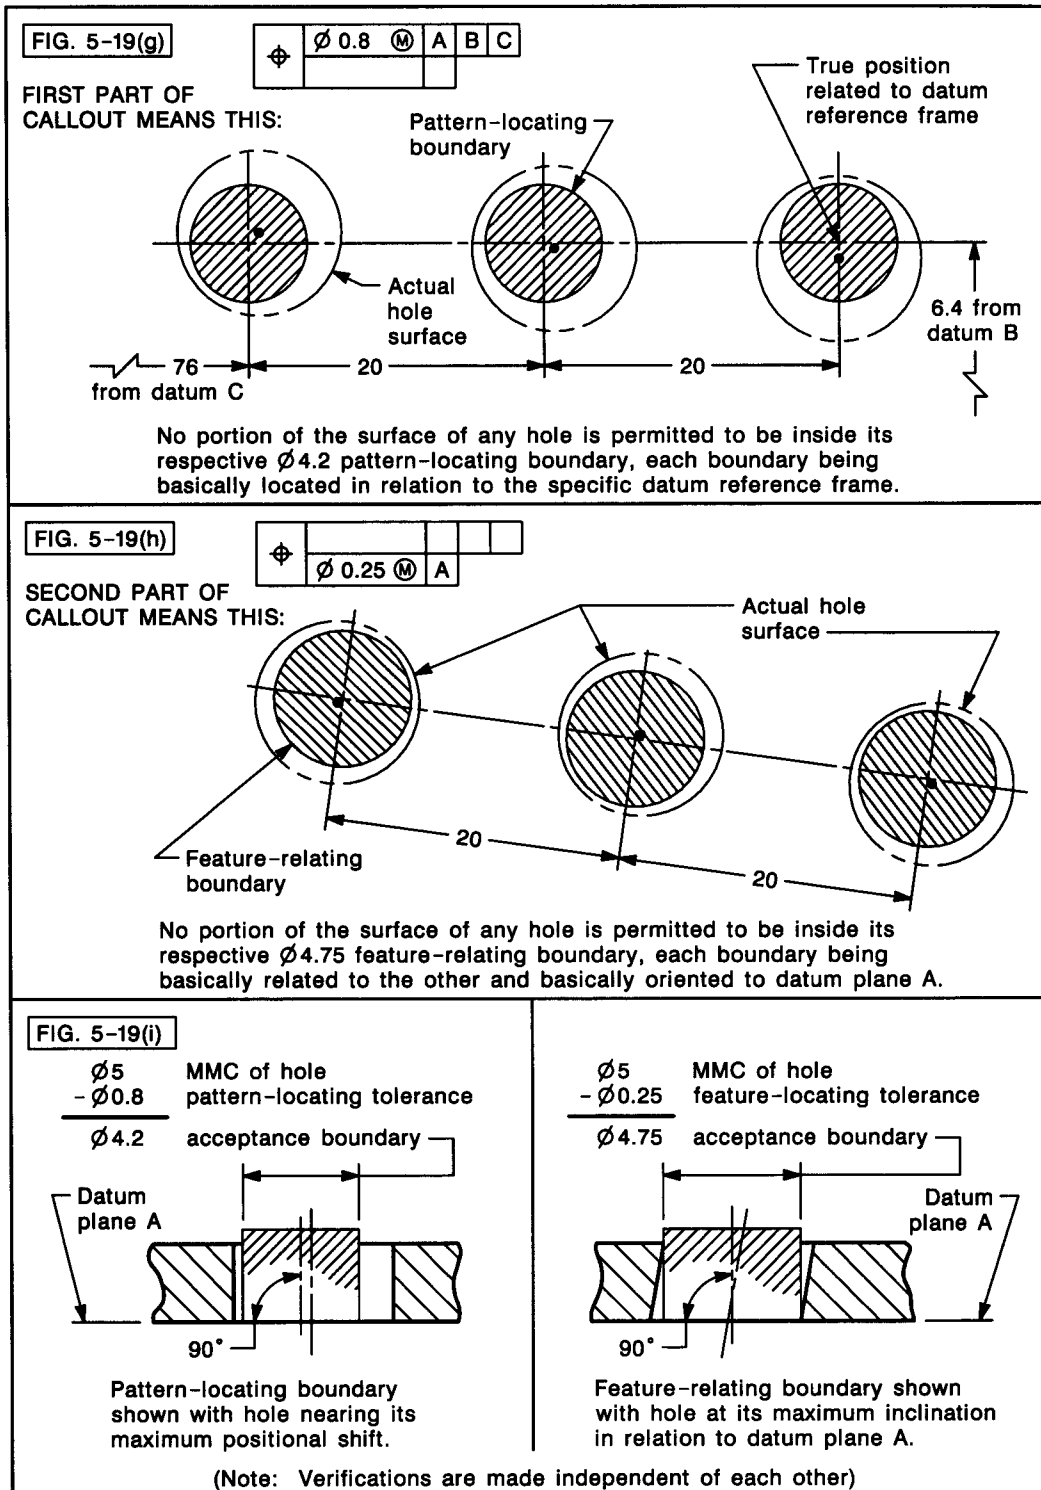 FIG. 5-19(g)
⌖ Ø 0.8 Ⓜ A B C
FIRST PART OF
CALLOUT MEANS THIS:
Pattern-locating
boundary
True position
related to datum
reference frame
Actual
hole
surface
6.4 from
datum B
76
from datum C
20
20
No portion of the surface of any hole is permitted to be inside its
respective Ø4.2 pattern-locating boundary, each boundary being
basically located in relation to the specific datum reference frame.
FIG. 5-19(h)
⌖ Ø 0.25 Ⓜ A
SECOND PART OF
CALLOUT MEANS THIS:
Actual hole
surface
Feature-relating
boundary
20
20
No portion of the surface of any hole is permitted to be inside its
respective Ø4.75 feature-relating boundary, each boundary being
basically related to the other and basically oriented to datum plane A.
FIG. 5-19(i)
Ø5 MMC of hole
- Ø0.8 pattern-locating tolerance
Ø4.2 acceptance boundary
Datum
plane A
90°
Pattern-locating boundary
shown with hole nearing its
maximum positional shift.
Ø5 MMC of hole
- Ø0.25 feature-locating tolerance
Ø4.75 acceptance boundary
Datum
plane A
90°
Feature-relating boundary shown
with hole at its maximum inclination
in relation to datum plane A.
(Note: Verifications are made independent of each other)